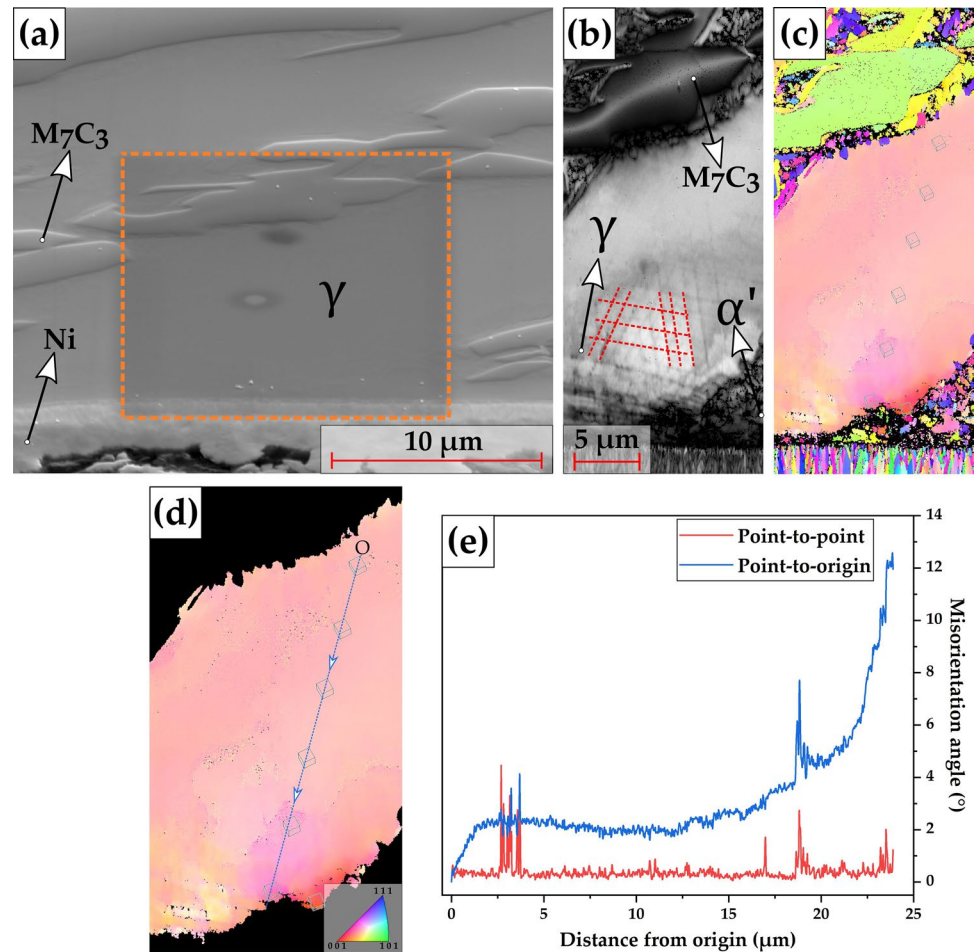 (a)
M7C3
γ
Ni
10 µm
(b)
M7C3
γ
α'
5 µm
(c)
(d)
O
111
001
101
(e)
Point-to-point
Point-to-origin
14
12
10
8
6
4
2
0
Misorientation angle (°)
0
5
10
15
20
25
Distance from origin (µm)